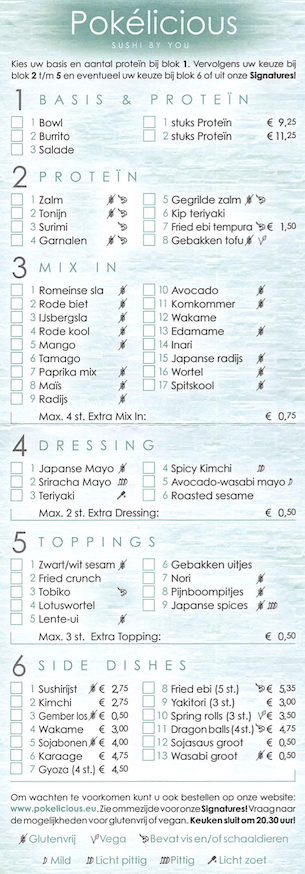 Pokélicious
SUSHI BY YOU
Kies uw basis en aantal proteïn bij blok 1. Vervolgens uw keuze bij
blok 2 t/m 5 en eventueel uw keuze bij blok 6 of uit onze Signatures!
1 BASIS & PROTEÏN
1 Bowl
2 Burrito
3 Salade
1 stuks Proteïn € 9,25
2 stuks Proteïn €11,25
2 PROTEÏN
1 Zalm
2 Tonijn
3 Surimi
4 Garnalen
5 Gegrilde zalm
6 Kip teriyaki
7 Fried ebi tempura € 1,50
8 Gebakken tofu
3 MIX IN
1 Romeinse sla
2 Rode biet
3 IJsbergsla
4 Rode kool
5 Mango
6 Tamago
7 Paprika mix
8 Maïs
9 Radijs
10 Avocado
11 Komkommer
12 Wakame
13 Edamame
14 Inari
15 Japanse radijs
16 Wortel
17 Spitskool
Max. 4 st. Extra Mix In: € 0,75
4 DRESSING
1 Japanse Mayo
2 Sriracha Mayo
3 Teriyaki
4 Spicy Kimchi
5 Avocado-wasabi mayo
6 Roasted sesame
Max. 2 st. Extra Dressing: € 0,50
5 TOPPINGS
1 Zwart/wit sesam
2 Fried crunch
3 Tobiko
4 Lotuswortel
5 Lente-ui
6 Gebakken uitjes
7 Nori
8 Pijnboompitjes
9 Japanse spices
Max. 3 st. Extra Topping: € 0,50
6 SIDE DISHES
1 Sushirijst € 2,75
2 Kimchi € 2,75
3 Gember los € 0,50
4 Wakame € 3,00
5 Sojabonen € 4,00
6 Karaage € 4,75
7 Gyoza (4 st.) € 4,50
8 Fried ebi (5 st.) € 5,35
9 Yakitori (3 st.) € 3,00
10 Spring rolls (3 st.) € 3,50
11 Dragon balls (4 st.) € 4,75
12 Sojasaus groot € 0,50
13 Wasabi groot € 0,50
Om wachten te voorkomen kunt u ook bestellen op onze website:
www.pokelicious.eu. Zie ommezijde voor onze Signatures! Vraag naar
de mogelijkheden voor glutenvrij of vegan. Keuken sluit om 20.30 uur!
Glutenvrij Vega Bevat vis en/of schaaldieren
Mild Licht pittig Pittig Licht zoet